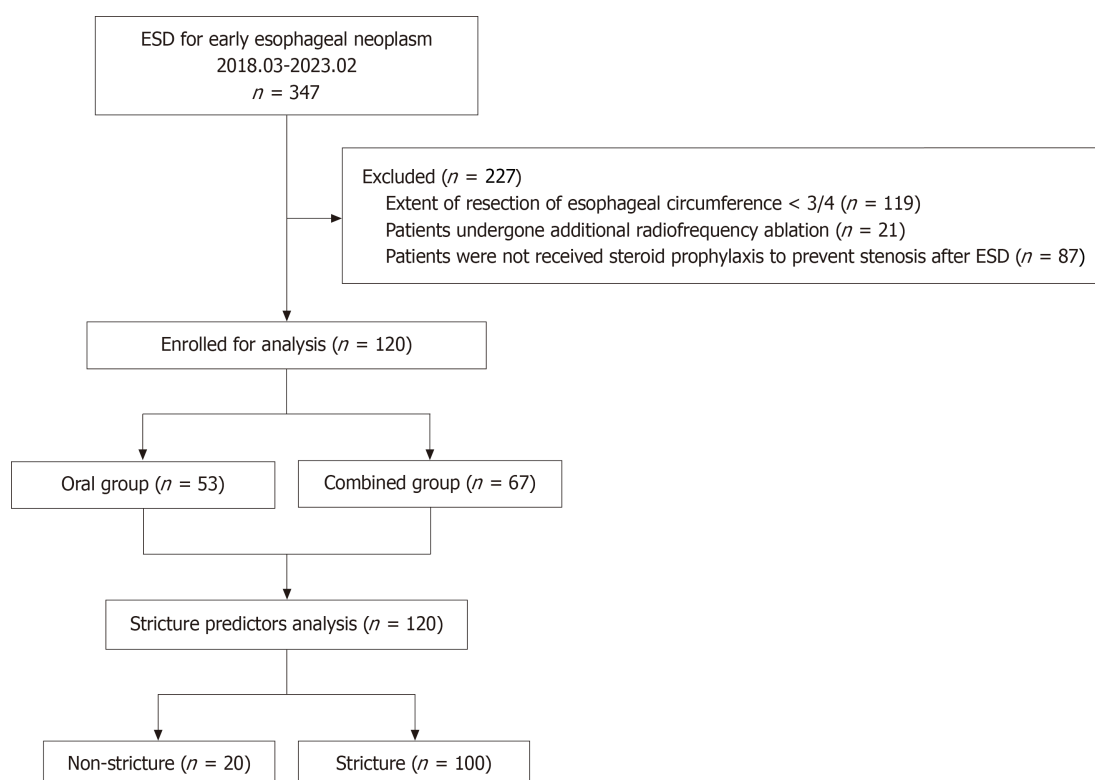 ESD for early esophageal neoplasm
2018.03-2023.02
n = 347
Excluded (n = 227)
Extent of resection of esophageal circumference < 3/4 (n = 119)
Patients undergone additional radiofrequency ablation (n = 21)
Patients were not received steroid prophylaxis to prevent stenosis after ESD (n = 87)
Enrolled for analysis (n = 120)
Oral group (n = 53)
Combined group (n = 67)
Stricture predictors analysis (n = 120)
Non-stricture (n = 20)
Stricture (n = 100)